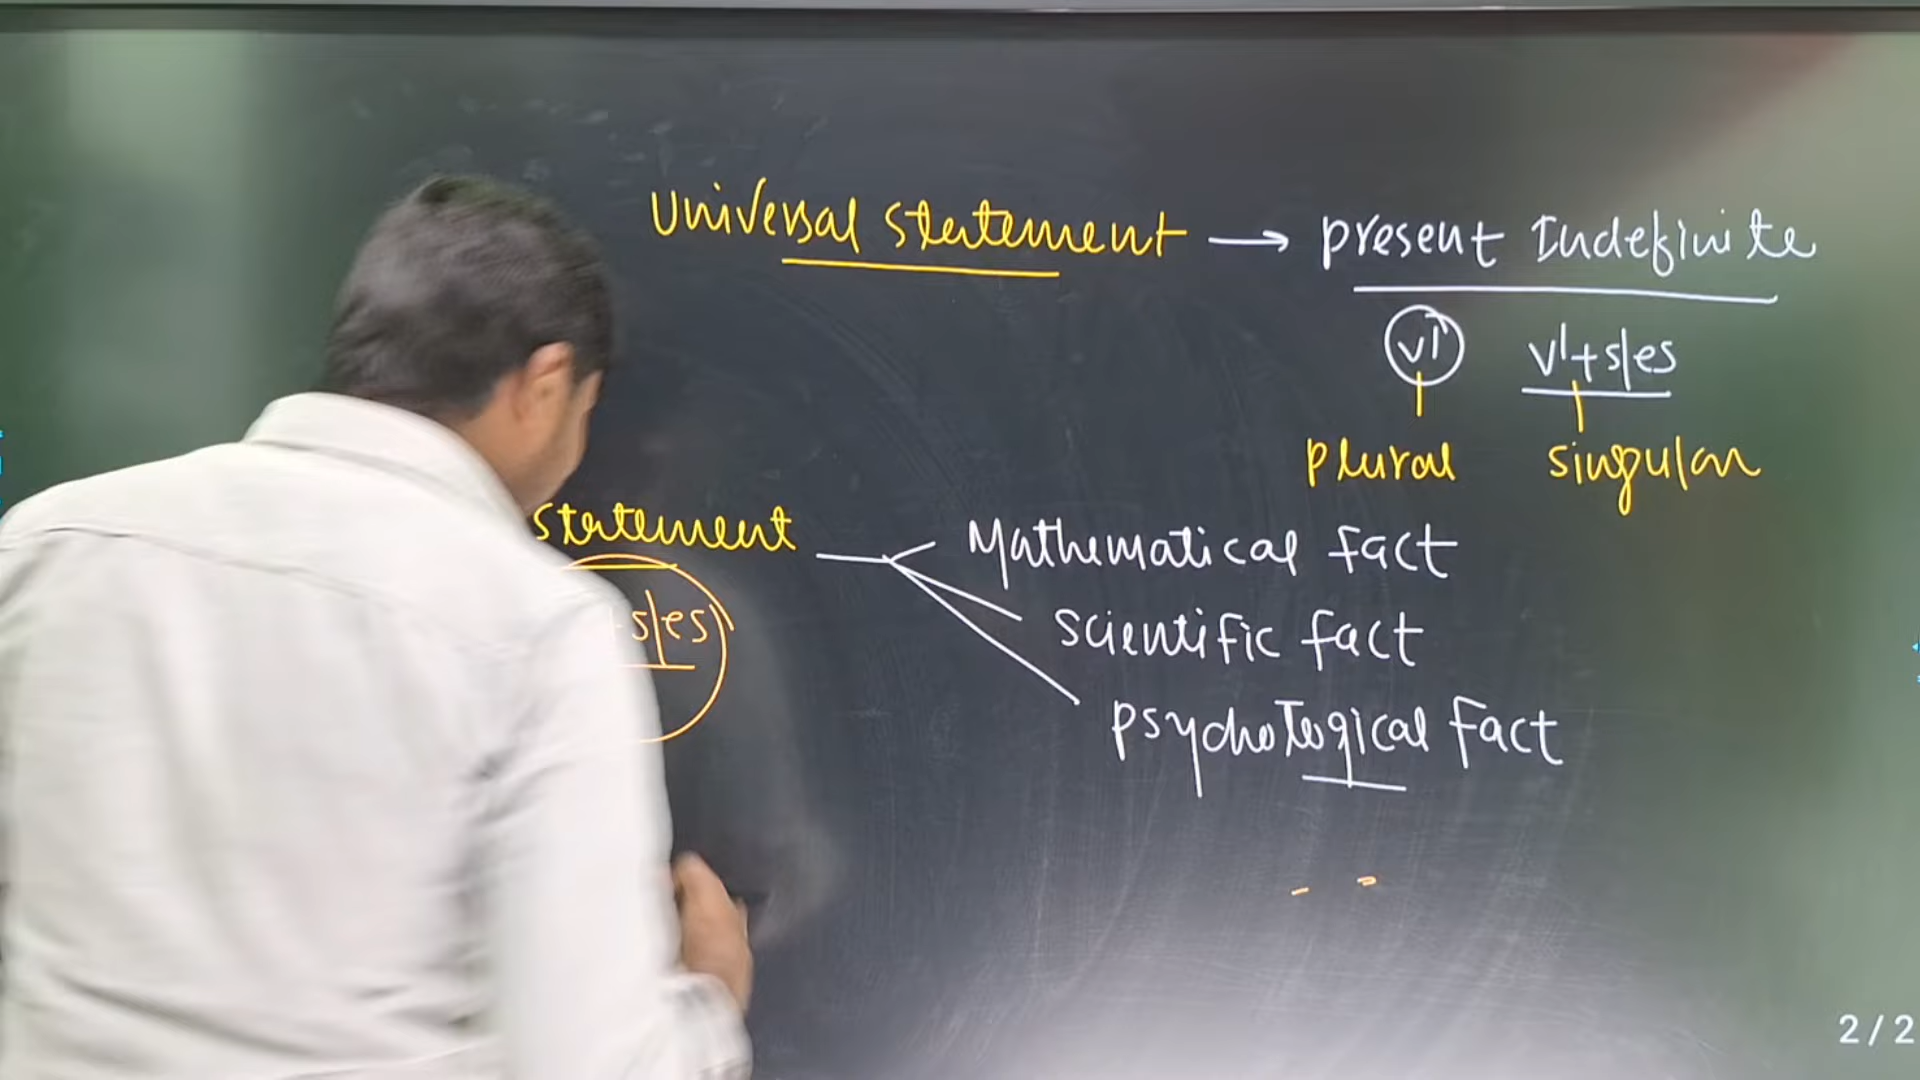 Universal statement → present Indefinite
V1 V1+s/es
plural singular
statement Mathematical fact
+s/es scientific fact
psychological fact
2/2